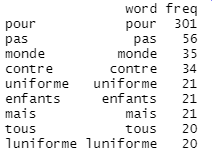 word freq
pour pour 301
pas pas 56
monde monde 35
contre contre 34
uniforme uniforme 21
enfants enfants 21
mais mais 21
tous tous 20
luniforme luniforme 20